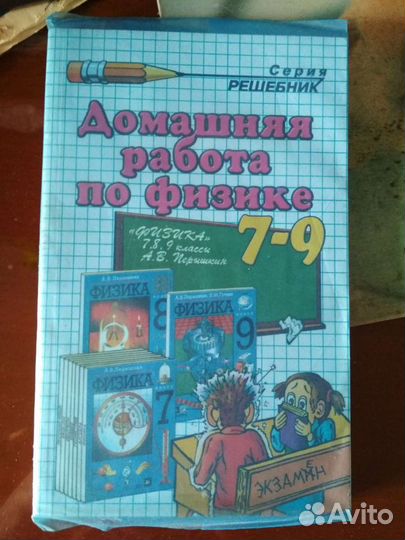 Серия
РЕШЕБНИК
Домашняя
работа
по физике
7-9
"ФИЗИКА"
7, 8, 9 классы
А.В. Перышкин
ФИЗИКА
8
ФИЗИКА
9
ФИЗИКА
7
ЭКЗАМЕН
Avito